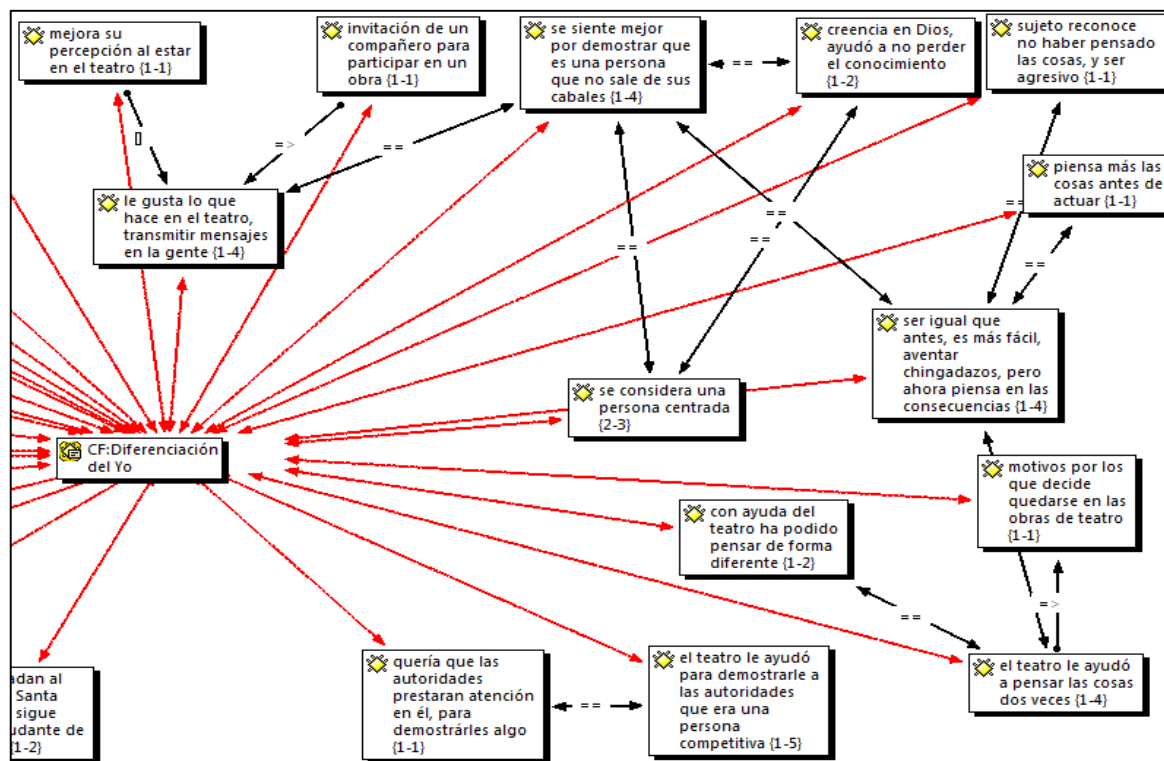 mejora su
percepción al estar
en el teatro {1-1}
invitación de un
compañero para
participar en un
obra {1-1}
se siente mejor
por demostrar que
es una persona
que no sale de sus
cabales {1-4}
==
creencia en Dios,
ayudó a no perder
el conocimiento
{1-2}
sujeto reconoce
no haber pensado
las cosas, y ser
agresivo {1-1}
[]
=>
==
piensa más las
cosas antes de
actuar {1-1}
le gusta lo que
hace en el teatro,
transmitir mensajes
en la gente {1-4}
==
==
==
==
==
ser igual que
antes, es más fácil,
aventar
chingadazos, pero
ahora piensa en las
consecuencias {1-4}
se considera una
persona centrada
{2-3}
CF:Diferenciación
del Yo
motivos por los
que decide
quedarse en las
obras de teatro
{1-1}
con ayuda del
teatro ha podido
pensar de forma
diferente {1-2}
==
=>
adan al
Santa
sigue
udante de
{1-2}
quería que las
autoridades
prestaran atención
en él, para
demostrárles algo
{1-1}
==
el teatro le ayudó
para demostrarle a
las autoridades
que era una
persona
competitiva {1-5}
el teatro le ayudó
a pensar las cosas
dos veces {1-4}